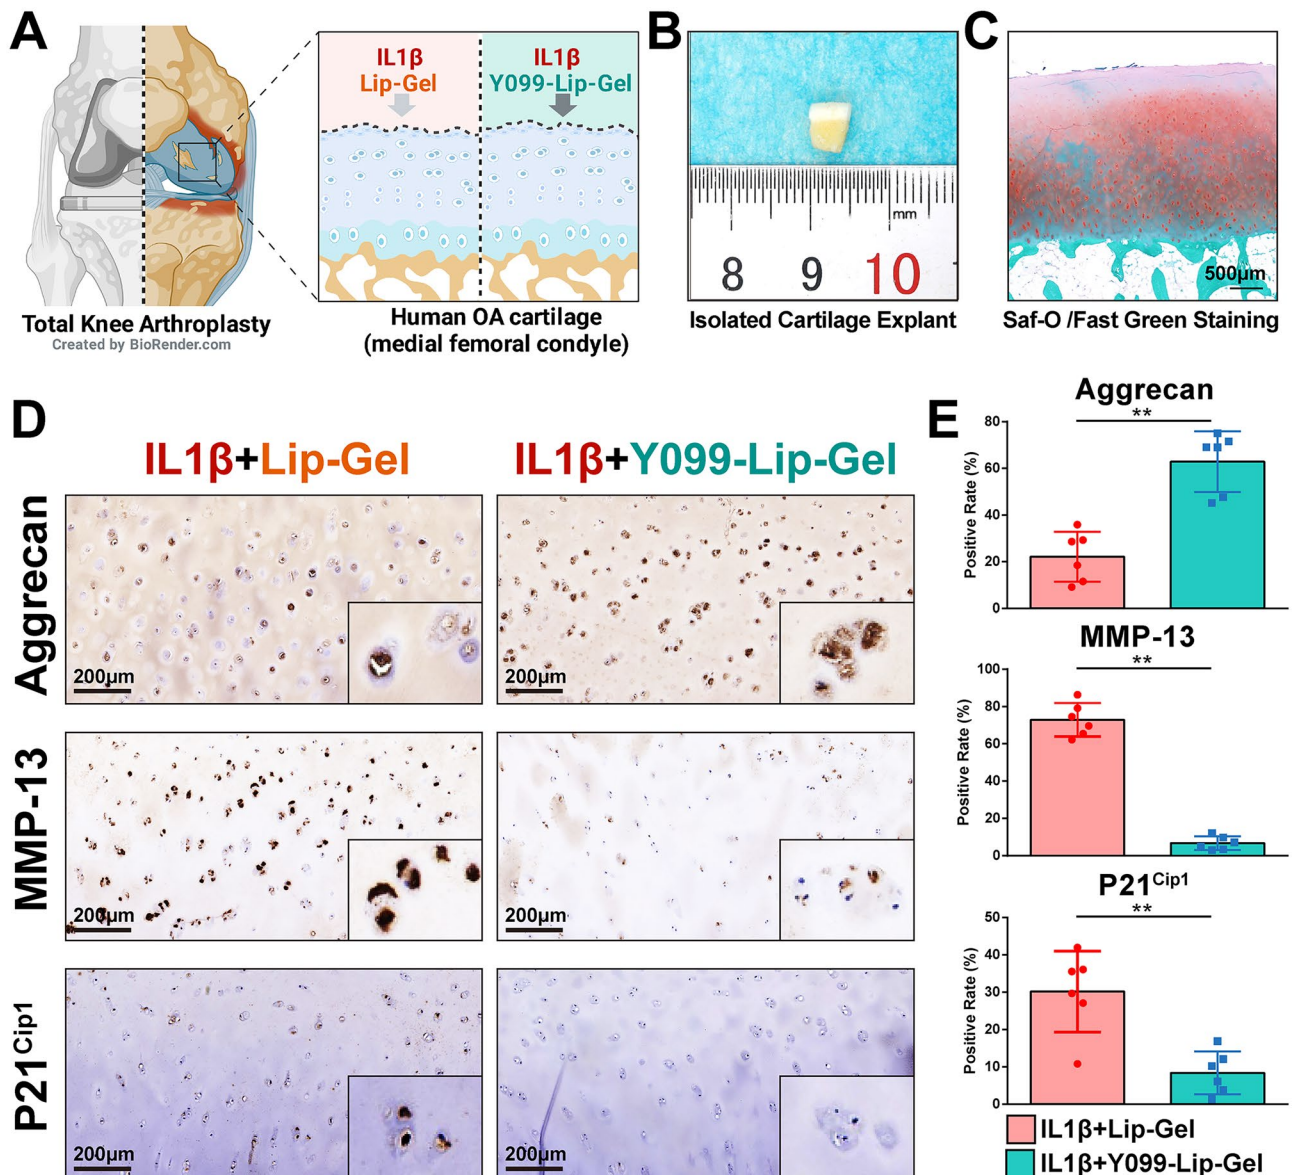 A
IL1β
Lip-Gel
IL1β
Y099-Lip-Gel
Total Knee Arthroplasty
Created by BioRender.com
Human OA cartilage
(medial femoral condyle)
B
mm
8 9 10
Isolated Cartilage Explant
C
500µm
Saf-O /Fast Green Staining
D
IL1β+Lip-Gel
IL1β+Y099-Lip-Gel
Aggrecan
200µm
200µm
MMP-13
200µm
200µm
P21Cip1
200µm
200µm
E
Aggrecan
**
Positive Rate (%)
80
60
40
20
0
MMP-13
**
Positive Rate (%)
100
80
60
40
20
0
P21Cip1
**
Positive Rate (%)
50
40
30
20
10
0
IL1β+Lip-Gel
IL1β+Y099-Lip-Gel